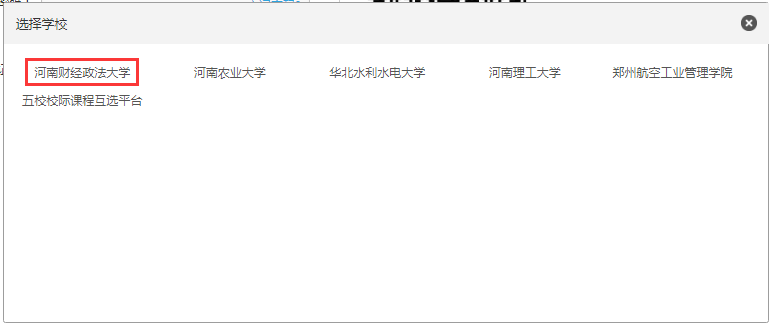 选择学校
河南财经政法大学 河南农业大学 华北水利水电大学 河南理工大学 郑州航空工业管理学院
五校校际课程互选平台